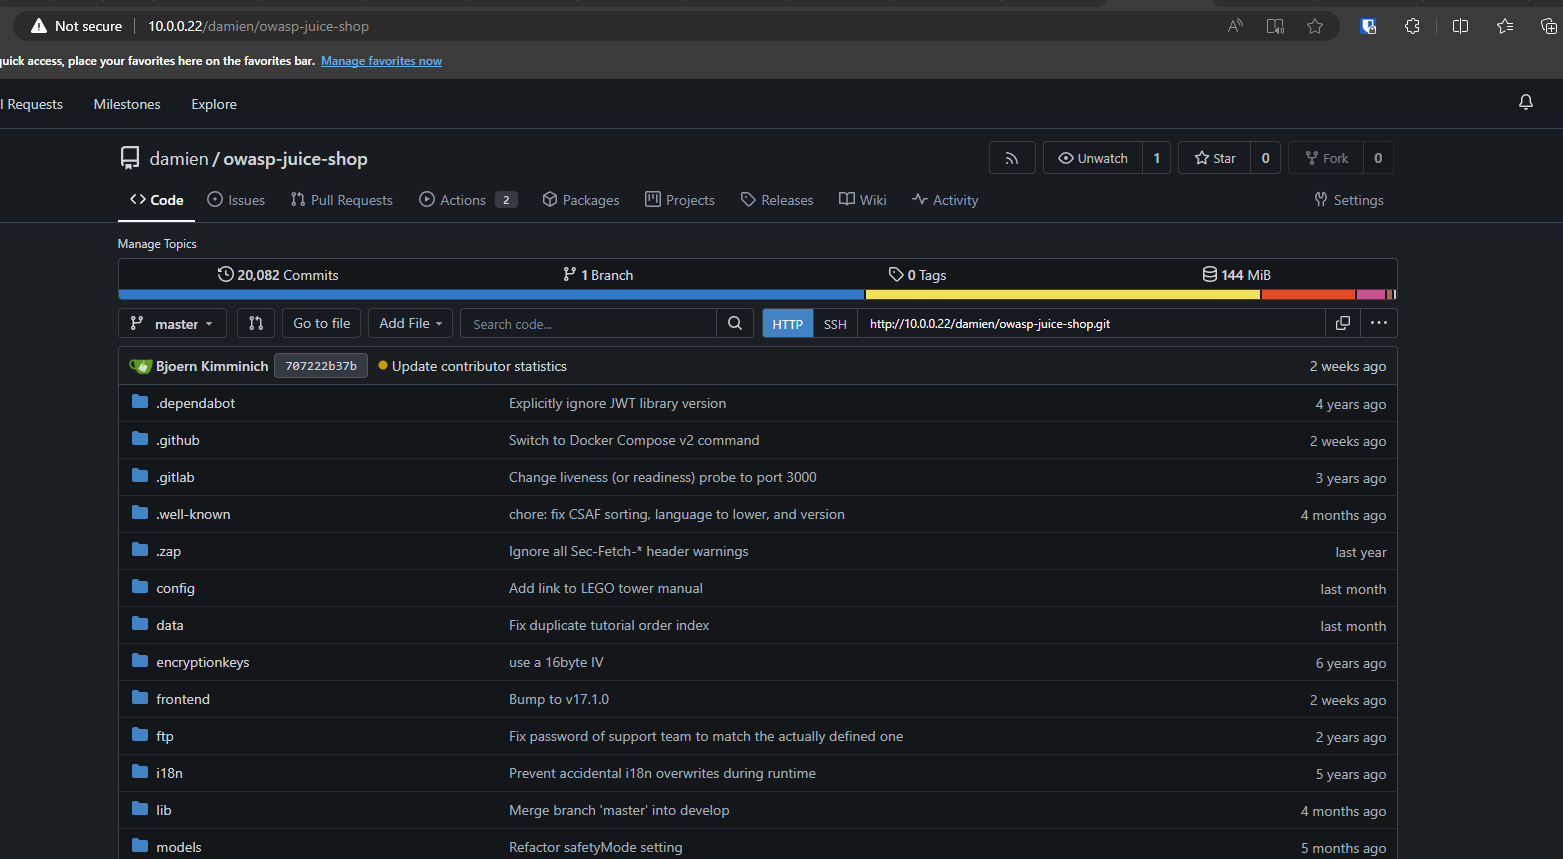 Not secure 10.0.0.22/damien/owasp-juice-shop
uick access, place your favorites here on the favorites bar. Manage favorites now
l Requests Milestones Explore
damien / owasp-juice-shop Unwatch 1 Star 0 Fork 0
Code Issues Pull Requests Actions 2 Packages Projects Releases Wiki Activity Settings
Manage Topics
20,082 Commits 1 Branch 0 Tags 144 MiB
master Go to file Add File Search code... HTTP SSH http://10.0.0.22/damien/owasp-juice-shop.git
Bjoern Kimminich 707222b37b Update contributor statistics 2 weeks ago
.dependabot Explicitly ignore JWT library version 4 years ago
.github Switch to Docker Compose v2 command 2 weeks ago
.gitlab Change liveness (or readiness) probe to port 3000 3 years ago
.well-known chore: fix CSAF sorting, language to lower, and version 4 months ago
.zap Ignore all Sec-Fetch-* header warnings last year
config Add link to LEGO tower manual last month
data Fix duplicate tutorial order index last month
encryptionkeys use a 16byte IV 6 years ago
frontend Bump to v17.1.0 2 weeks ago
ftp Fix password of support team to match the actually defined one 2 years ago
i18n Prevent accidental i18n overwrites during runtime 5 years ago
lib Merge branch 'master' into develop 4 months ago
models Refactor safetyMode setting 5 months ago